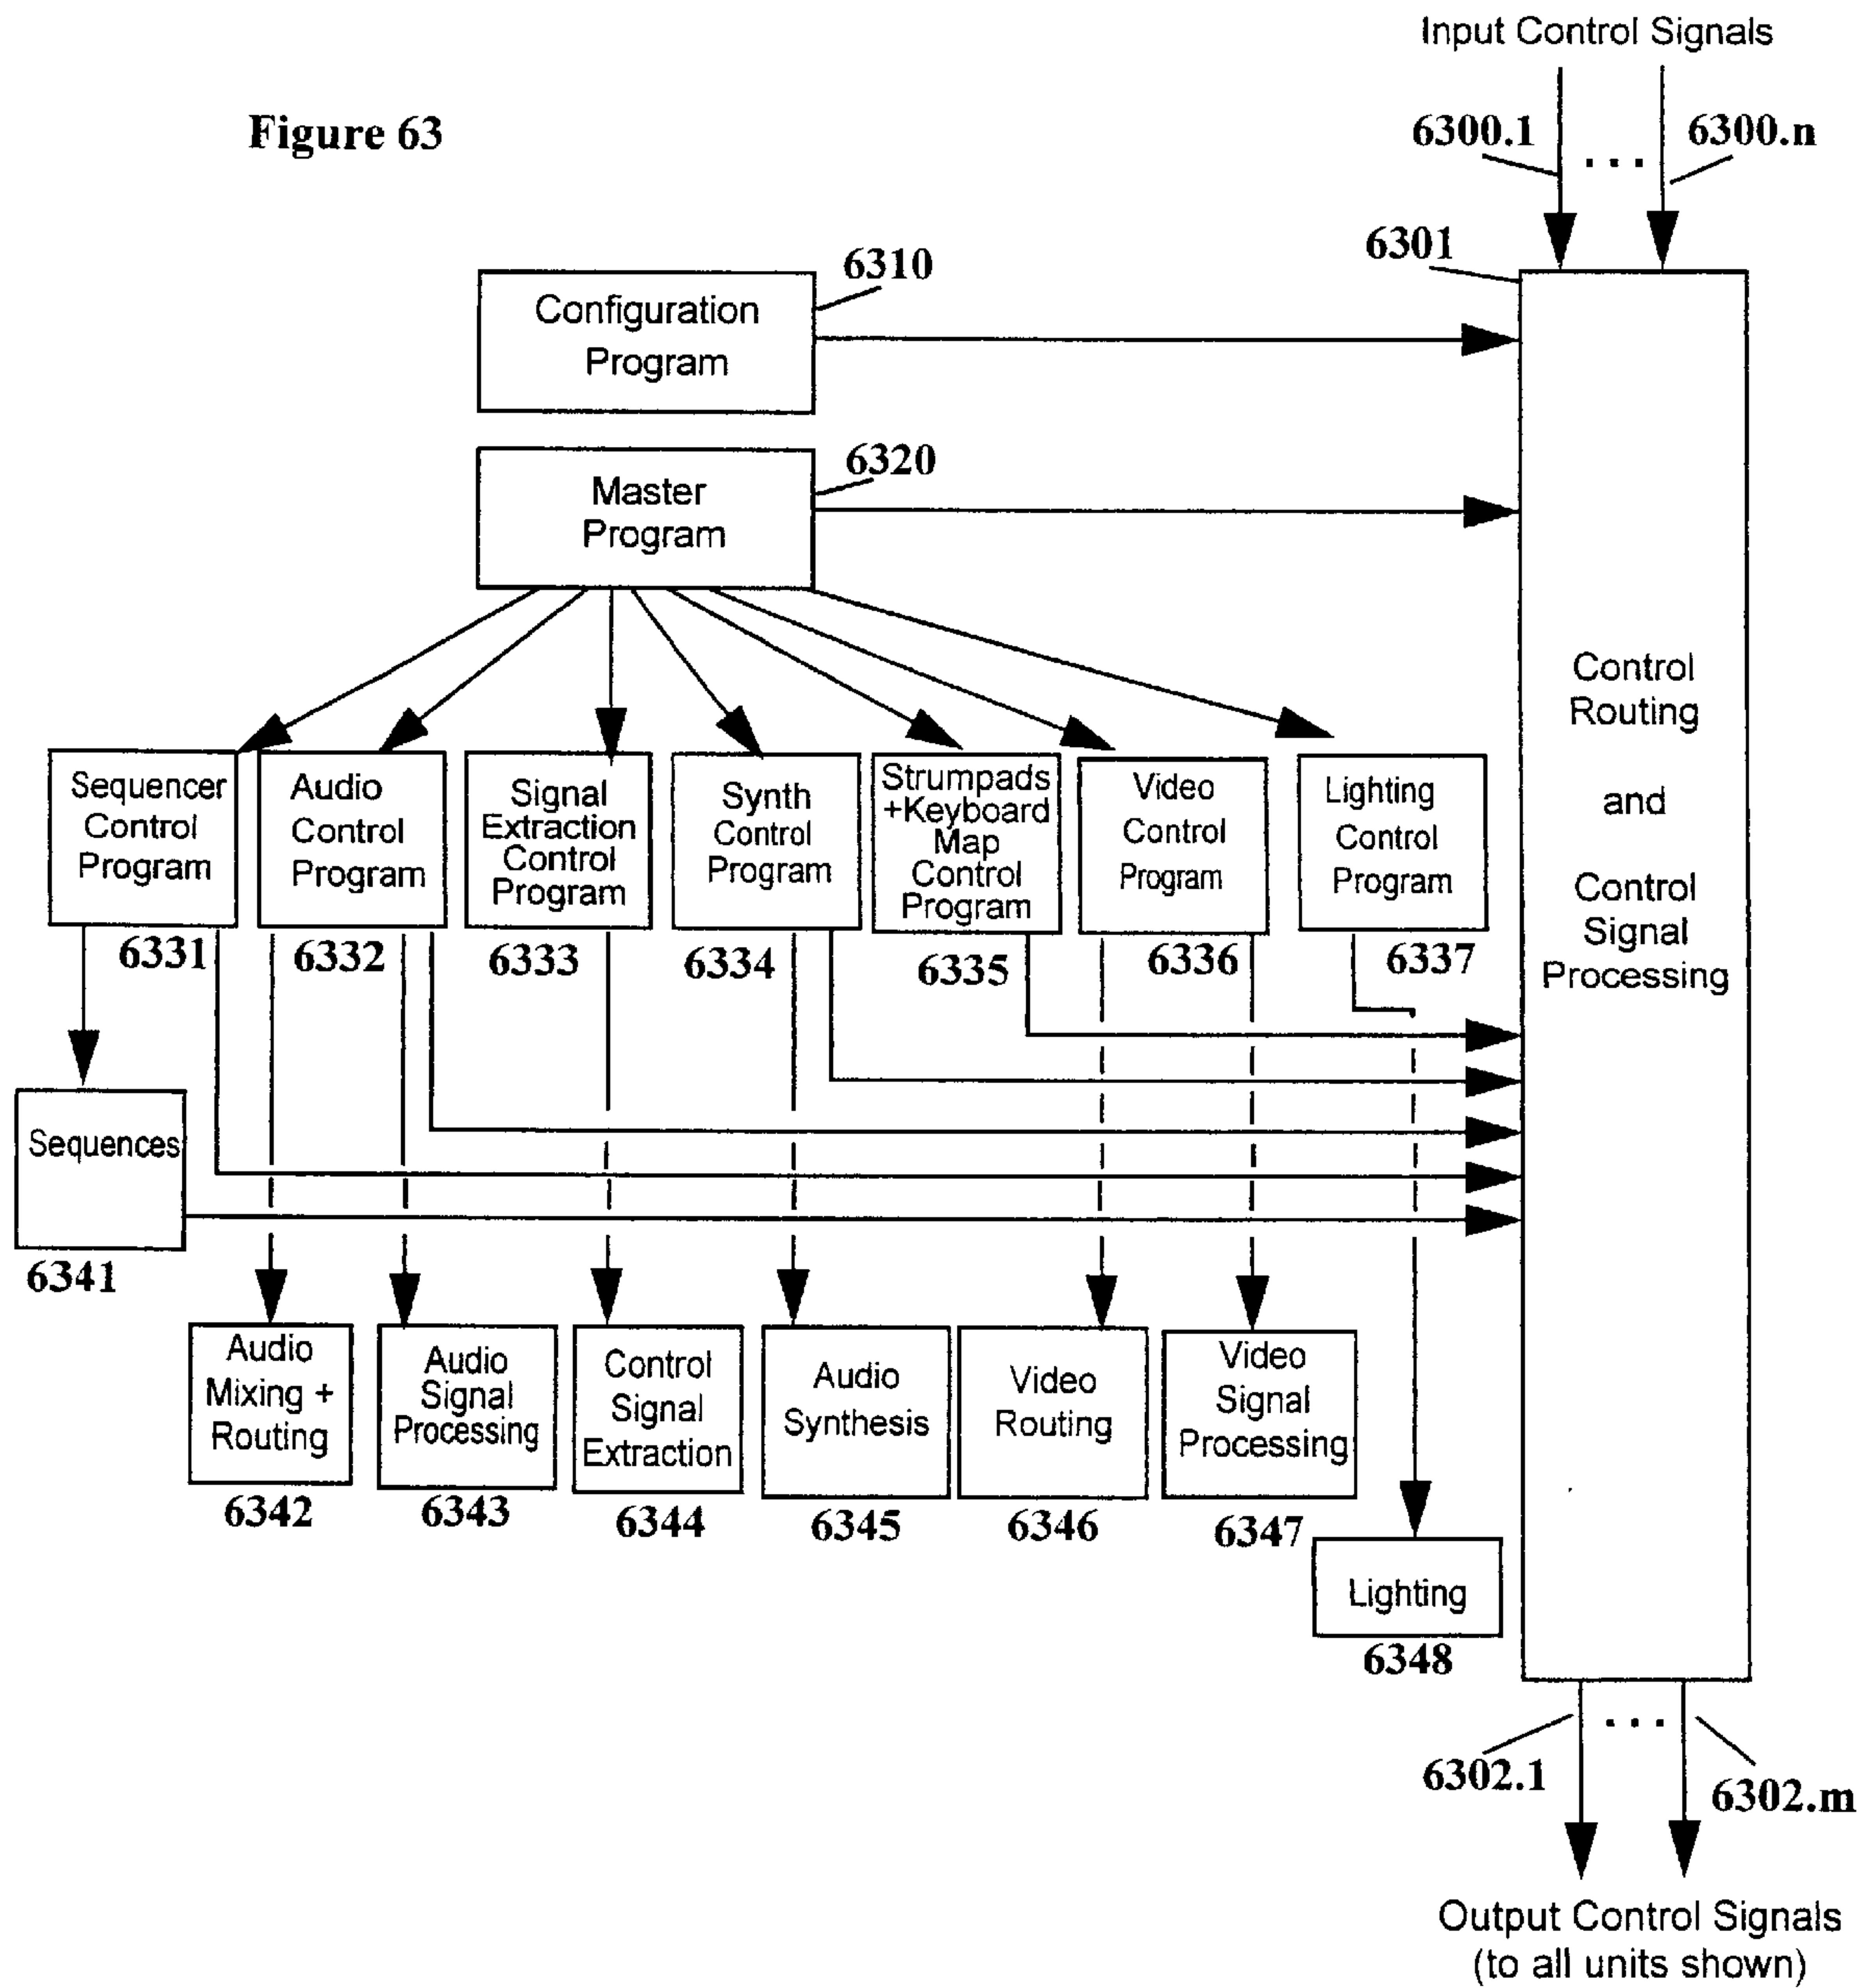 Input Control Signals
Figure 63
6300.1
...
6300.n
6301
6310
Configuration
Program
6320
Master
Program
Control
Routing
and
Control
Signal
Processing
Sequencer
Control
Program
6331
Audio
Control
Program
6332
Signal
Extraction
Control
Program
6333
Synth
Control
Program
6334
Strumpads
+Keyboard
Map
Control
Program
6335
Video
Control
Program
6336
Lighting
Control
Program
6337
Sequences
6341
Audio
Mixing +
Routing
6342
Audio
Signal
Processing
6343
Control
Signal
Extraction
6344
Audio
Synthesis
6345
Video
Routing
6346
Video
Signal
Processing
6347
Lighting
6348
6302.1
...
6302.m
Output Control Signals
(to all units shown)